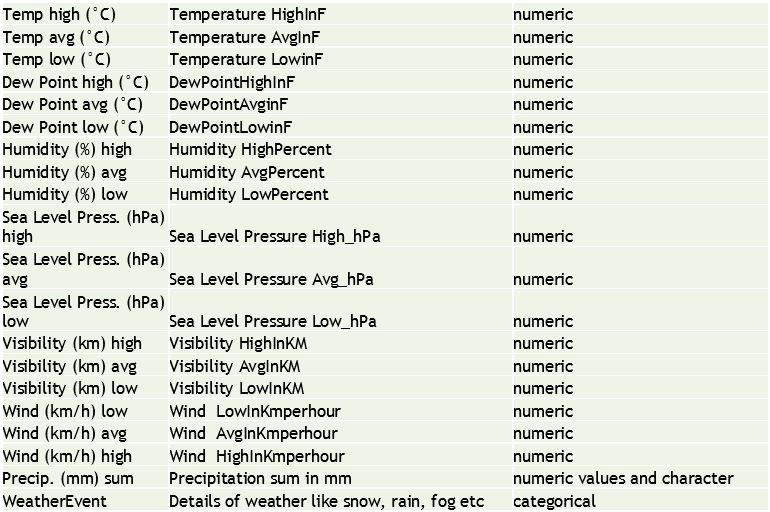 Temp high (°C) Temperature HighInF numeric
Temp avg (°C) Temperature AvgInF numeric
Temp low (°C) Temperature LowinF numeric
Dew Point high (°C) DewPointHighInF numeric
Dew Point avg (°C) DewPointAvginF numeric
Dew Point low (°C) DewPointLowinF numeric
Humidity (%) high Humidity HighPercent numeric
Humidity (%) avg Humidity AvgPercent numeric
Humidity (%) low Humidity LowPercent numeric
Sea Level Press. (hPa)
high Sea Level Pressure High_hPa numeric
Sea Level Press. (hPa)
avg Sea Level Pressure Avg_hPa numeric
Sea Level Press. (hPa)
low Sea Level Pressure Low_hPa numeric
Visibility (km) high Visibility HighInKM numeric
Visibility (km) avg Visibility AvgInKM numeric
Visibility (km) low Visibility LowInKM numeric
Wind (km/h) low Wind  LowInKmperhour numeric
Wind (km/h) avg Wind  AvgInKmperhour numeric
Wind (km/h) high Wind  HighInKmperhour numeric
Precip. (mm) sum Precipitation sum in mm numeric values and character
WeatherEvent Details of weather like snow, rain, fog etc categorical